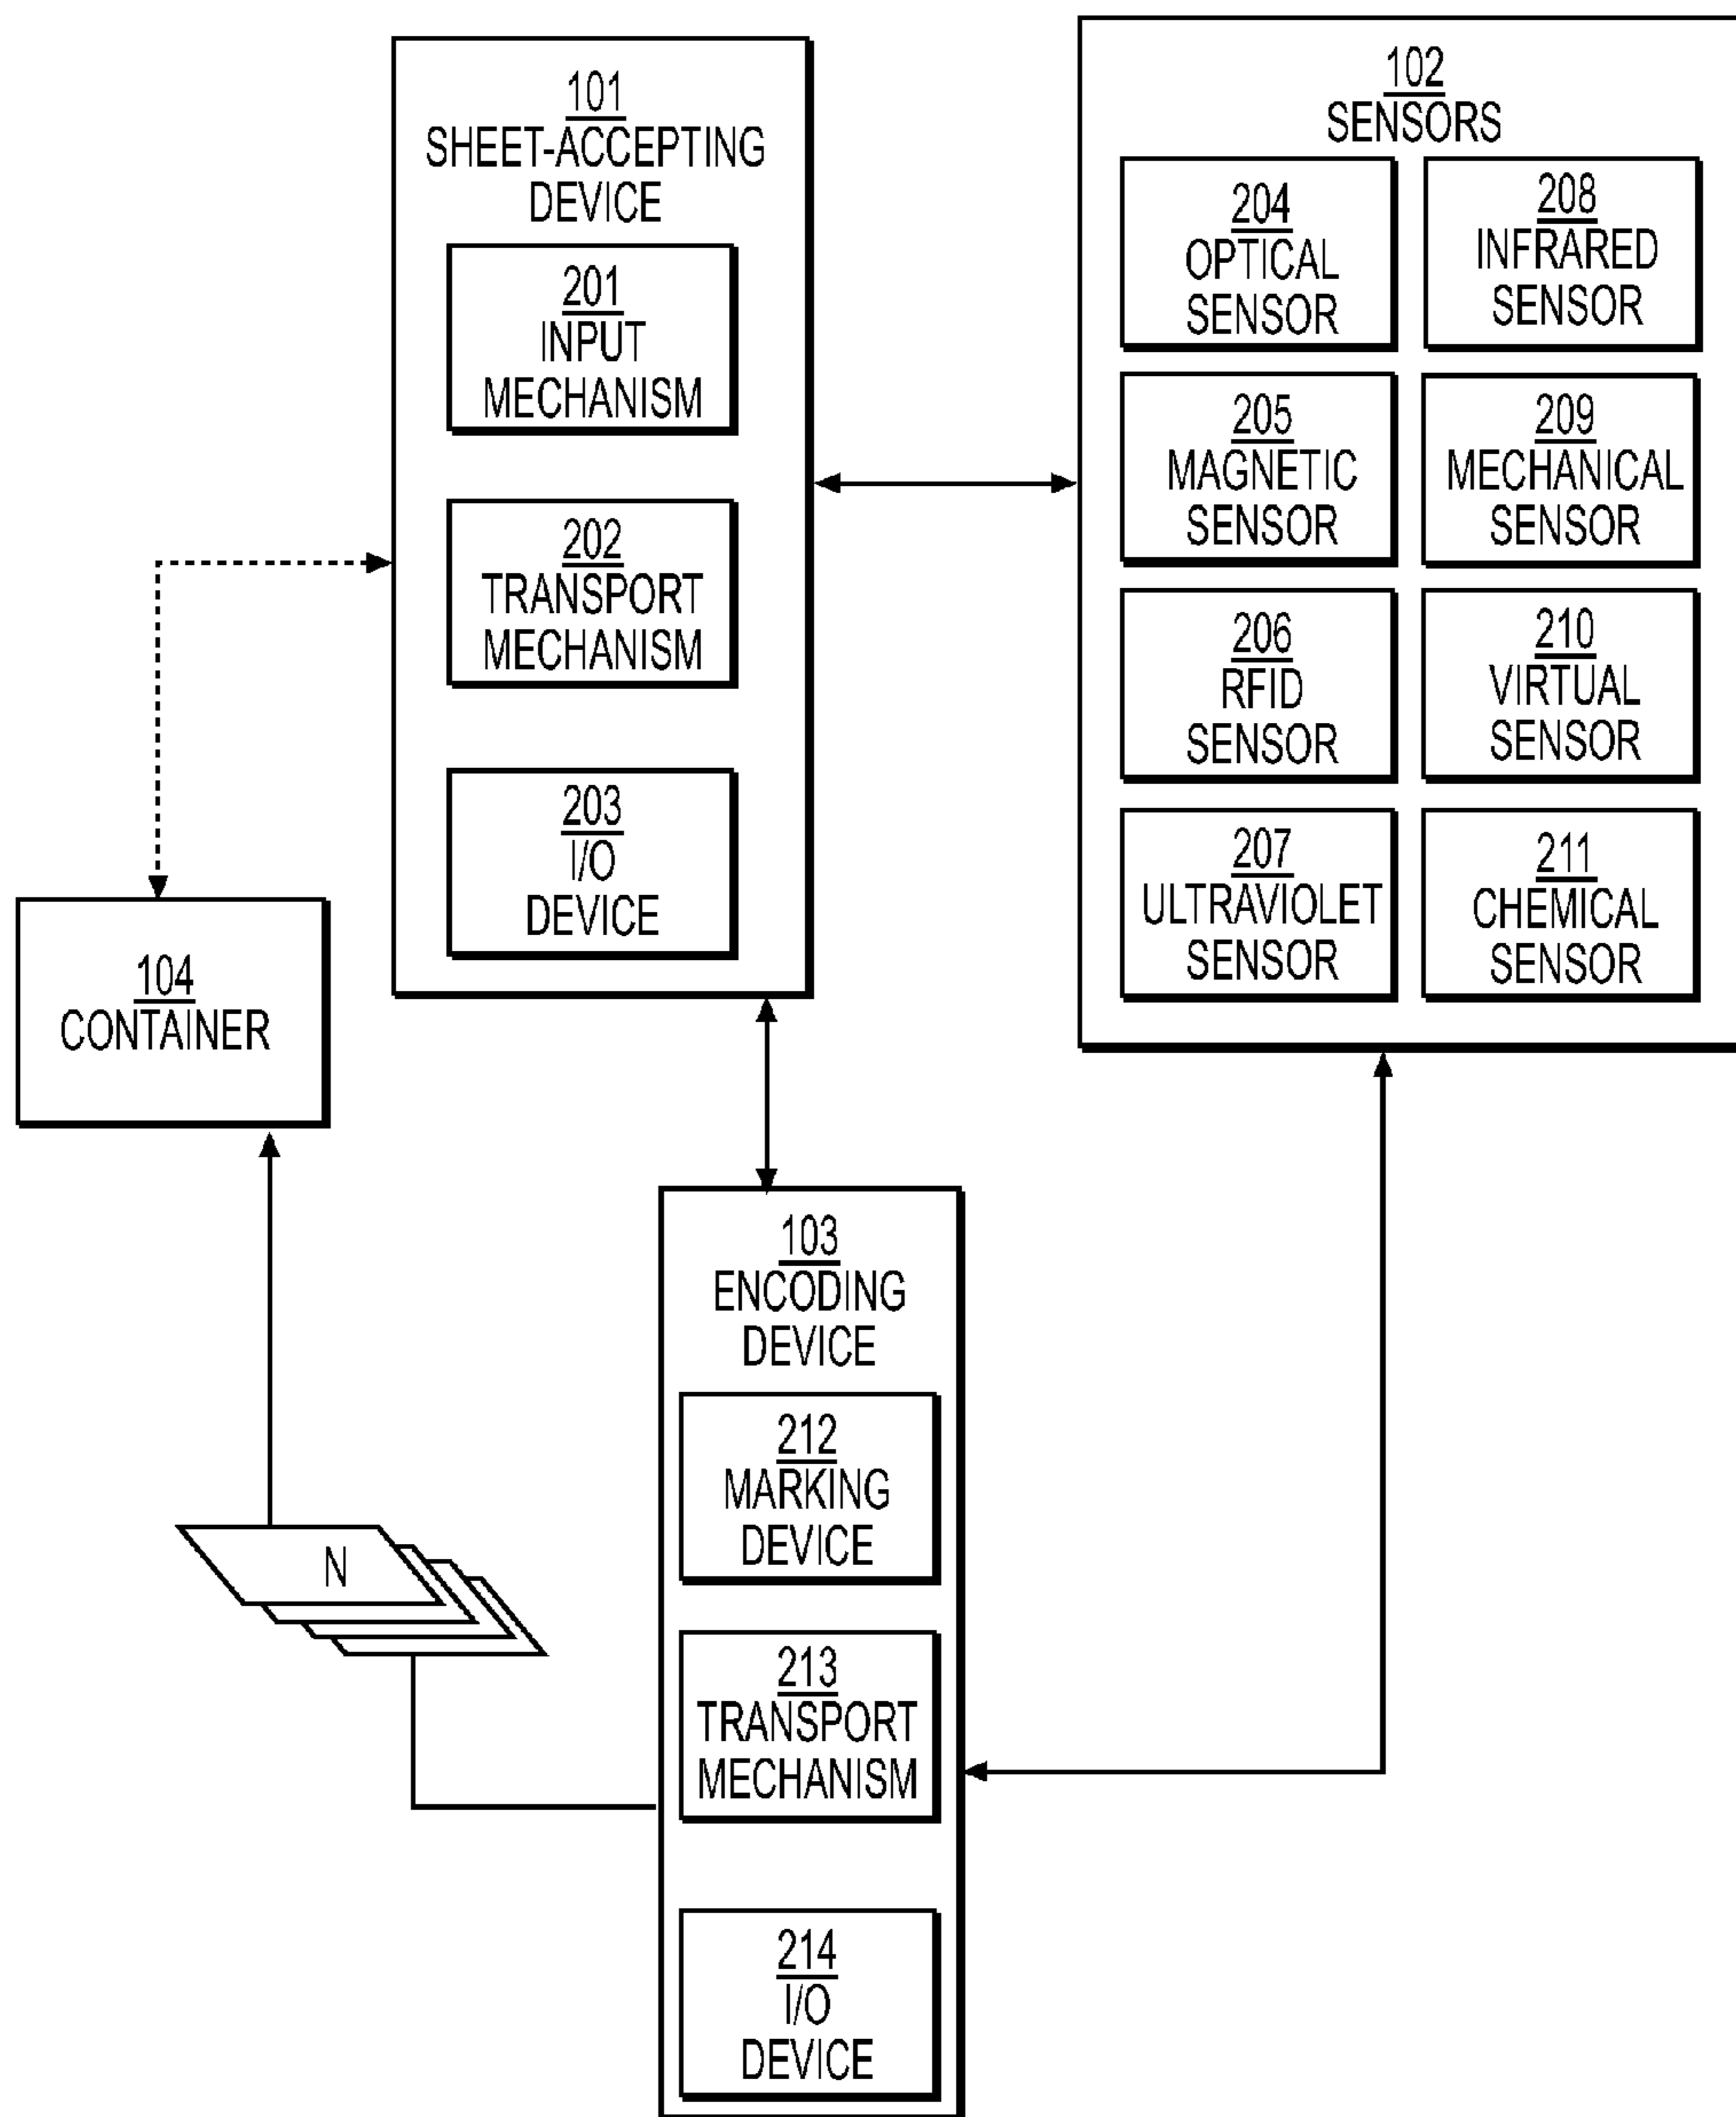 101
SHEET-ACCEPTING
DEVICE
201
INPUT
MECHANISM
202
TRANSPORT
MECHANISM
203
I/O
DEVICE
102
SENSORS
204
OPTICAL
SENSOR
208
INFRARED
SENSOR
205
MAGNETIC
SENSOR
209
MECHANICAL
SENSOR
206
RFID
SENSOR
210
VIRTUAL
SENSOR
207
ULTRAVIOLET
SENSOR
211
CHEMICAL
SENSOR
104
CONTAINER
103
ENCODING
DEVICE
212
MARKING
DEVICE
N
213
TRANSPORT
MECHANISM
214
I/O
DEVICE